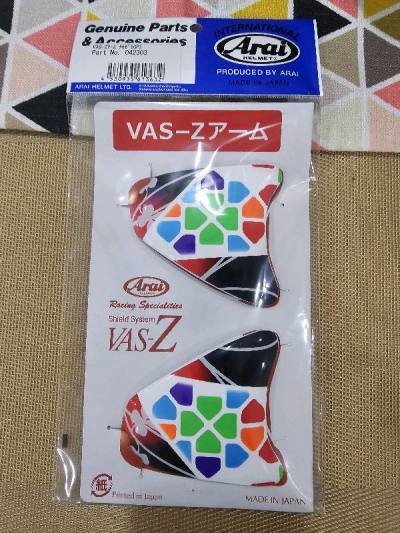 Genuine Parts
& Accessories
Part No. 042303
ARAI HELMET LTD.
INTERNATIONAL
Arai
HELMET
PRODUCED BY ARAI
MADE IN JAPAN
VAS-Zアーム
Arai
Racing Specialities
Shield System
VAS-Z
紙
Printed in Japan
MADE IN JAPAN